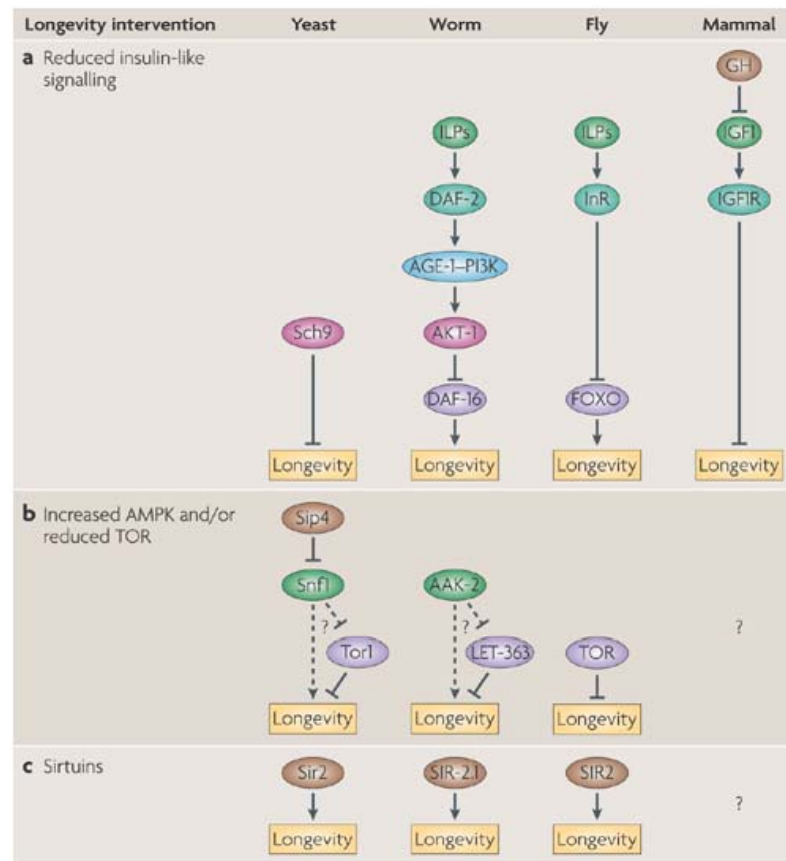 Longevity intervention Yeast Worm Fly Mammal
a Reduced insulin-like
signalling
GH
ILPs ILPs IGF1
DAF-2 InR IGF1R
AGE-1–PI3K
Sch9 AKT-1
DAF-16 FOXO
Longevity Longevity Longevity Longevity
b Increased AMPK and/or
reduced TOR
Sip4
Snf1 AAK-2
? ? ?
Tor1 LET-363 TOR
Longevity Longevity Longevity
c Sirtuins
Sir2 SIR-2.1 SIR2
?
Longevity Longevity Longevity